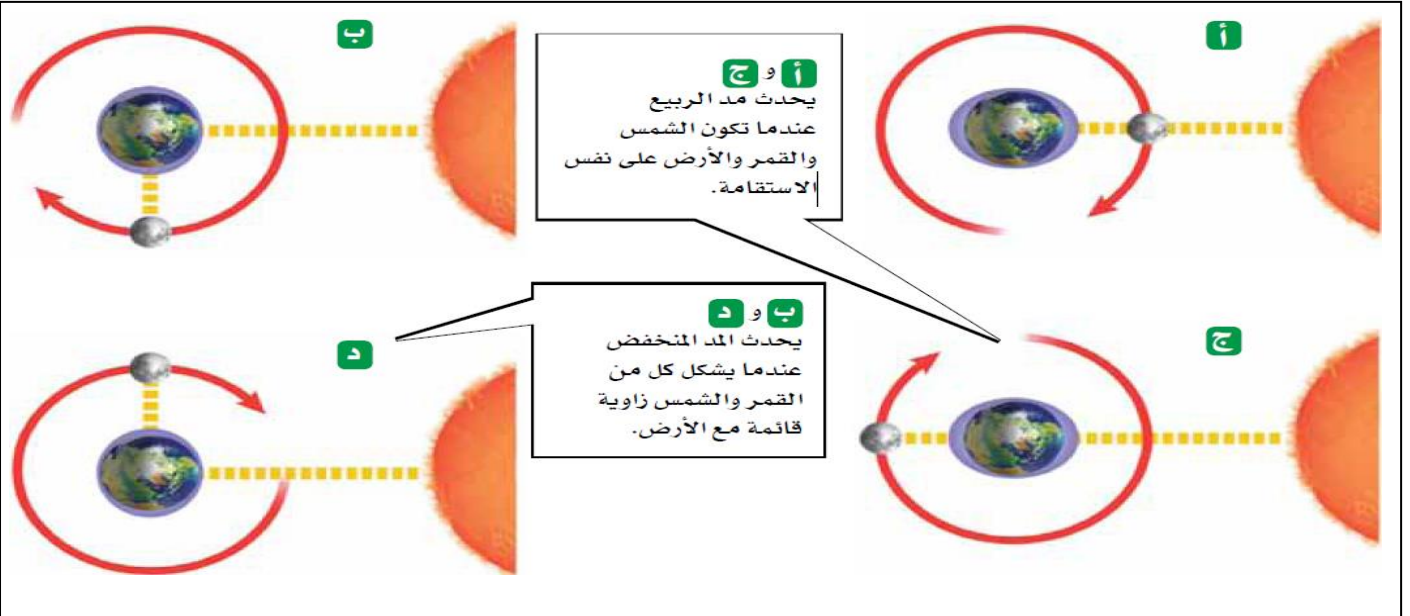 أ
أ و ج
يحدث مد الربيع
عندما تكون الشمس
والقمر والأرض على نفس
الاستقامة.
ب
ج
ب و د
يحدث المد المنخفض
عندما يشكل كل من
القمر والشمس زاوية
قائمة مع الأرض.
د